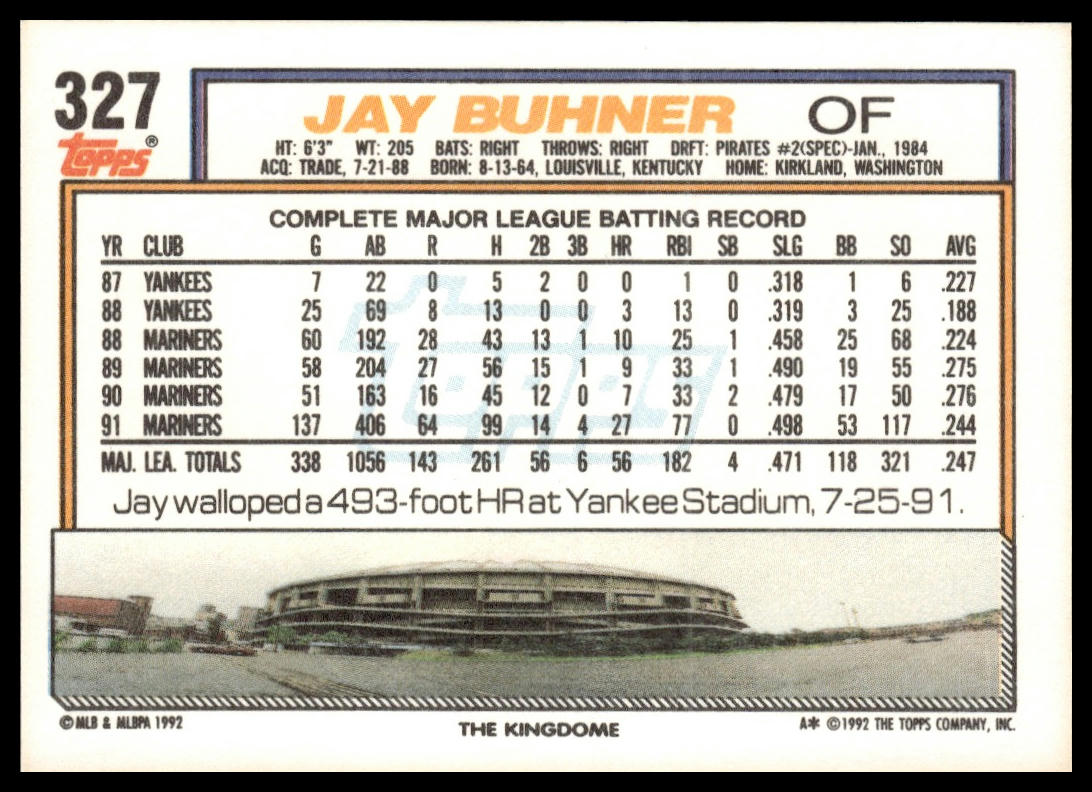 327
Topps®
JAY BUHNER OF
HT: 6'3" WT: 205 BATS: RIGHT THROWS: RIGHT DRFT: PIRATES #2(SPEC)-JAN., 1984
ACQ: TRADE, 7-21-88 BORN: 8-13-64, LOUISVILLE, KENTUCKY HOME: KIRKLAND, WASHINGTON
COMPLETE MAJOR LEAGUE BATTING RECORD
YR CLUB G AB R H 2B 3B HR RBI SB SLG BB SO AVG
87 YANKEES 7 22 0 5 2 0 0 1 0 .318 1 6 .227
88 YANKEES 25 69 8 13 0 0 3 13 0 .319 3 25 .188
88 MARINERS 60 192 28 43 13 1 10 25 1 .458 25 68 .224
89 MARINERS 58 204 27 56 15 1 9 33 1 .490 19 55 .275
90 MARINERS 51 163 16 45 12 0 7 33 2 .479 17 50 .276
91 MARINERS 137 406 64 99 14 4 27 77 0 .498 53 117 .244
MAJ. LEA. TOTALS 338 1056 143 261 56 6 56 182 4 .471 118 321 .247
Topps
Jay walloped a 493-foot HR at Yankee Stadium, 7-25-91.
©MLB & MLBPA 1992
THE KINGDOME
A* ©1992 THE TOPPS COMPANY, INC.